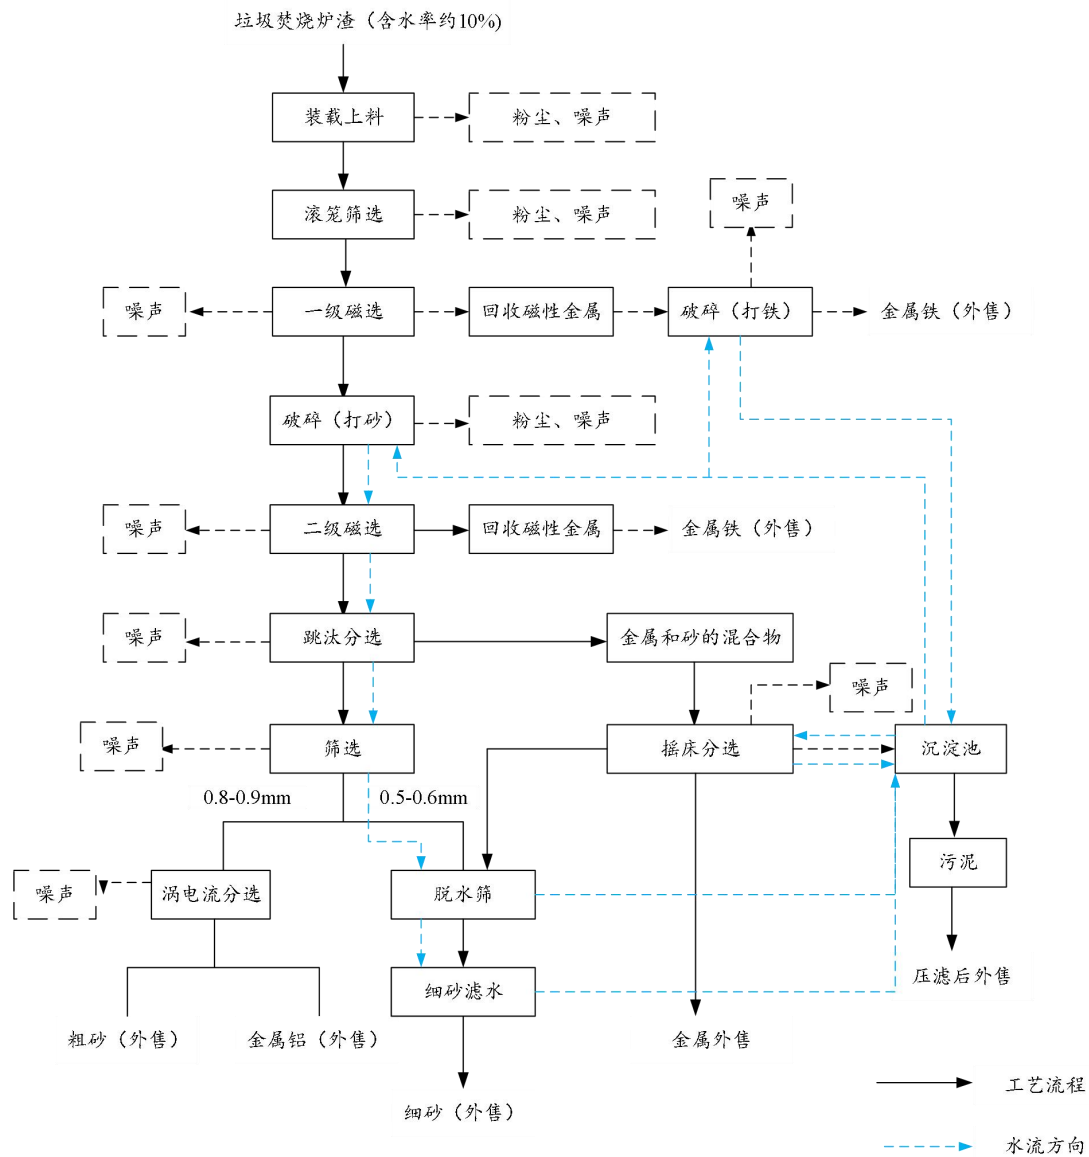 垃圾焚烧炉渣（含水率约10%)
装载上料
粉尘、噪声
滚笼筛选
粉尘、噪声
噪声
噪声
一级磁选
回收磁性金属
破碎（打铁）
金属铁（外售）
破碎（打砂）
粉尘、噪声
噪声
二级磁选
回收磁性金属
金属铁（外售）
噪声
跳汰分选
金属和砂的混合物
噪声
噪声
筛选
摇床分选
沉淀池
0.8-0.9mm
0.5-0.6mm
污泥
噪声
涡电流分选
脱水筛
压滤后外售
细砂滤水
粗砂（外售）
金属铝（外售）
金属外售
细砂（外售）
工艺流程
水流方向